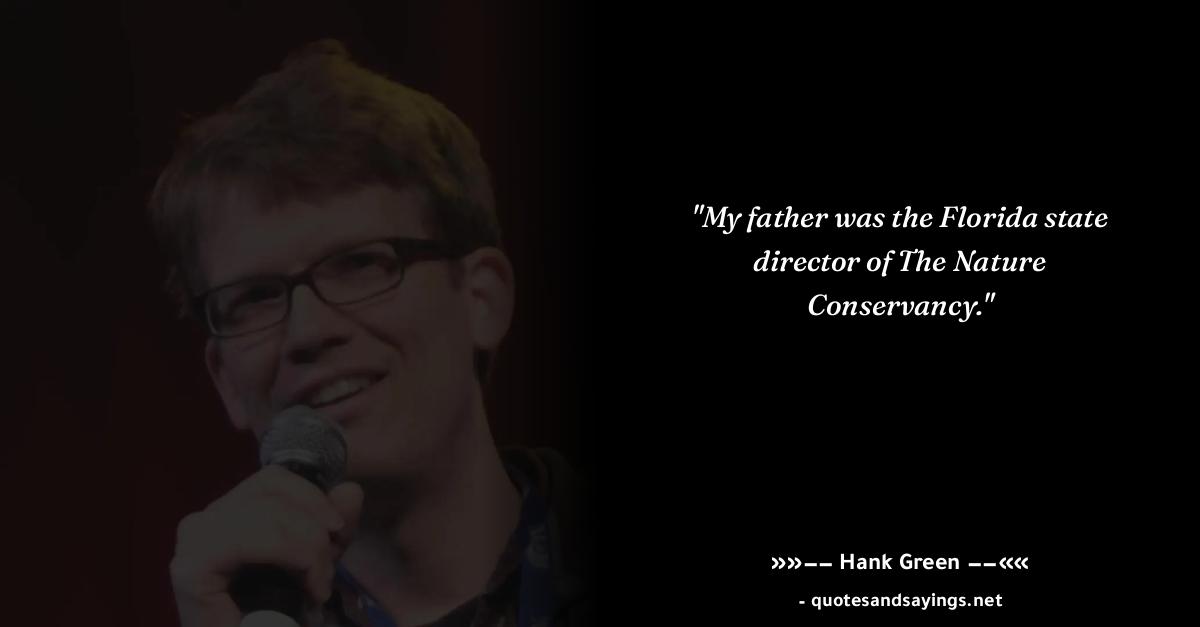 "My father was the Florida state
director of The Nature
Conservancy."
»»−− Hank Green −−««
- quotesandsayings.net